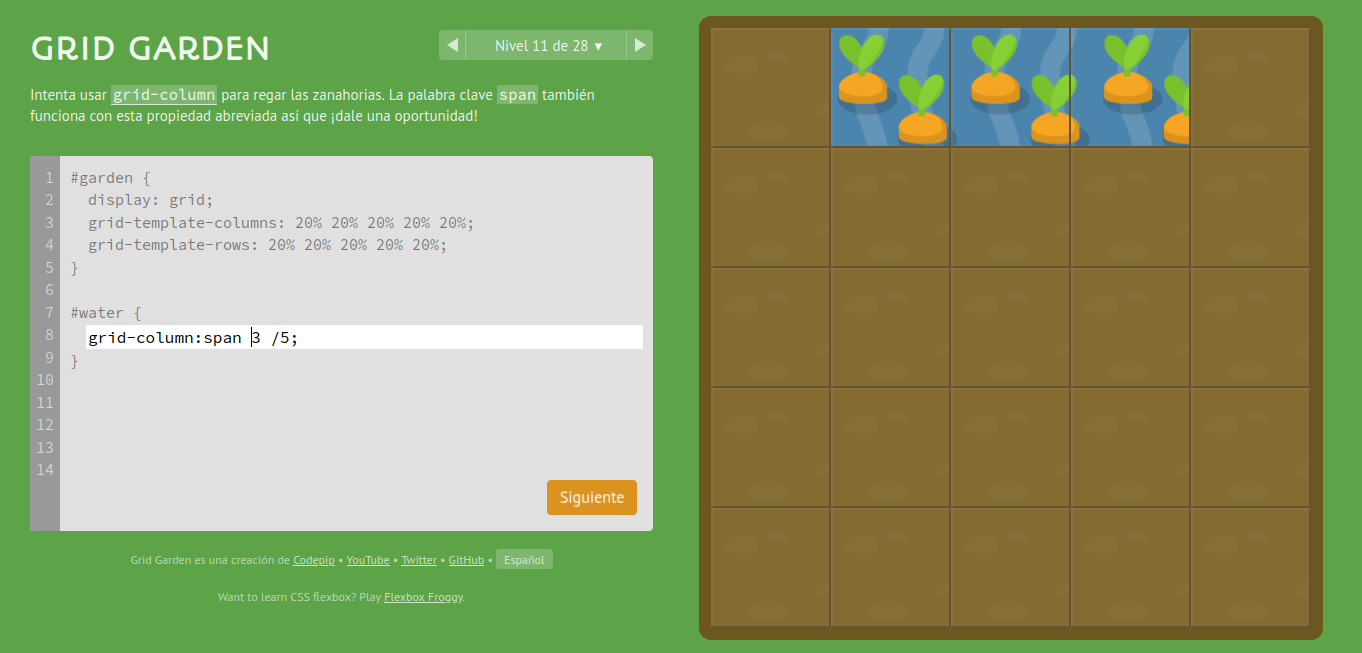 GRID GARDEN
Nivel 11 de 28 ▾
Intenta usar grid-column para regar las zanahorias. La palabra clave span también
funciona con esta propiedad abreviada así que ¡dale una oportunidad!
1 #garden {
2 display: grid;
3 grid-template-columns: 20% 20% 20% 20% 20%;
4 grid-template-rows: 20% 20% 20% 20% 20%;
5 }
6
7 #water {
8 grid-column:span 3 /5;
9 }
10
11
12
13
14
Siguiente
Grid Garden es una creación de Codepip • YouTube • Twitter • GitHub • Español
Want to learn CSS flexbox? Play Flexbox Froggy.